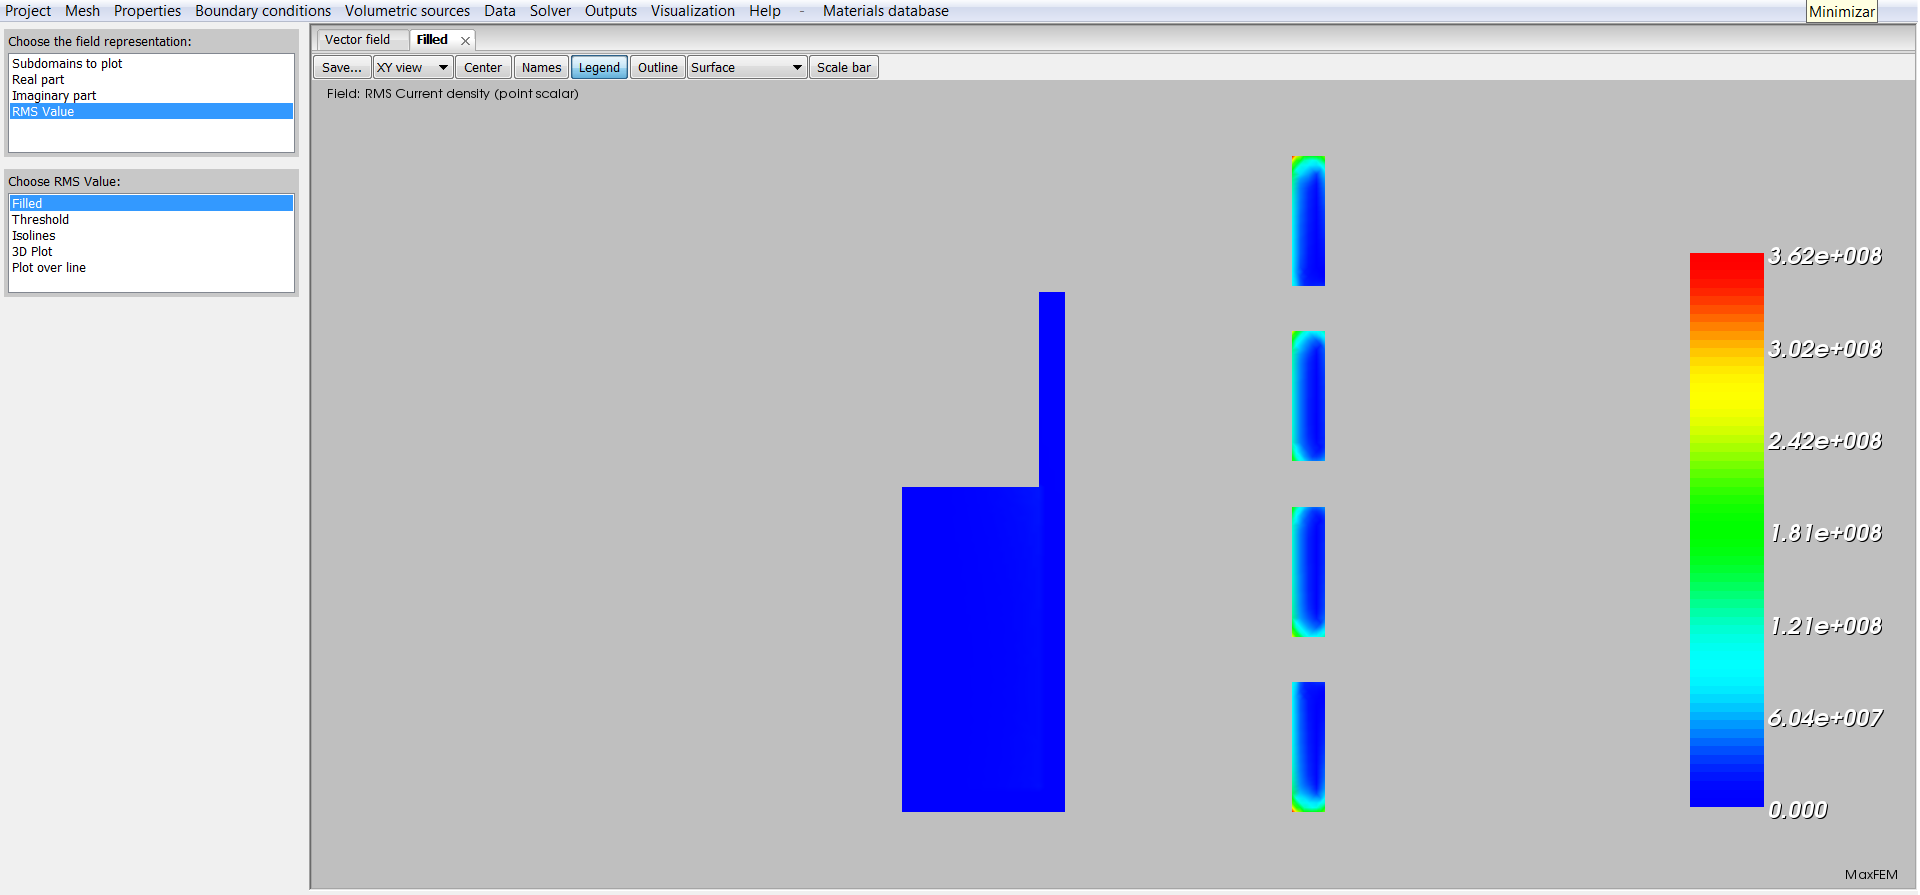 Project Mesh Properties Boundary conditions Volumetric sources Data Solver Outputs Visualization Help - Materials database
Minimizar
Choose the field representation:
Subdomains to plot
Real part
Imaginary part
RMS Value
Choose RMS Value:
Filled
Threshold
Isolines
3D Plot
Plot over line
Vector field Filled
Save... XY view Center Names Legend Outline Surface Scale bar
Field: RMS Current density (point scalar)
3.62e+008
3.02e+008
2.42e+008
1.81e+008
1.21e+008
6.04e+007
0.000
MaxFEM